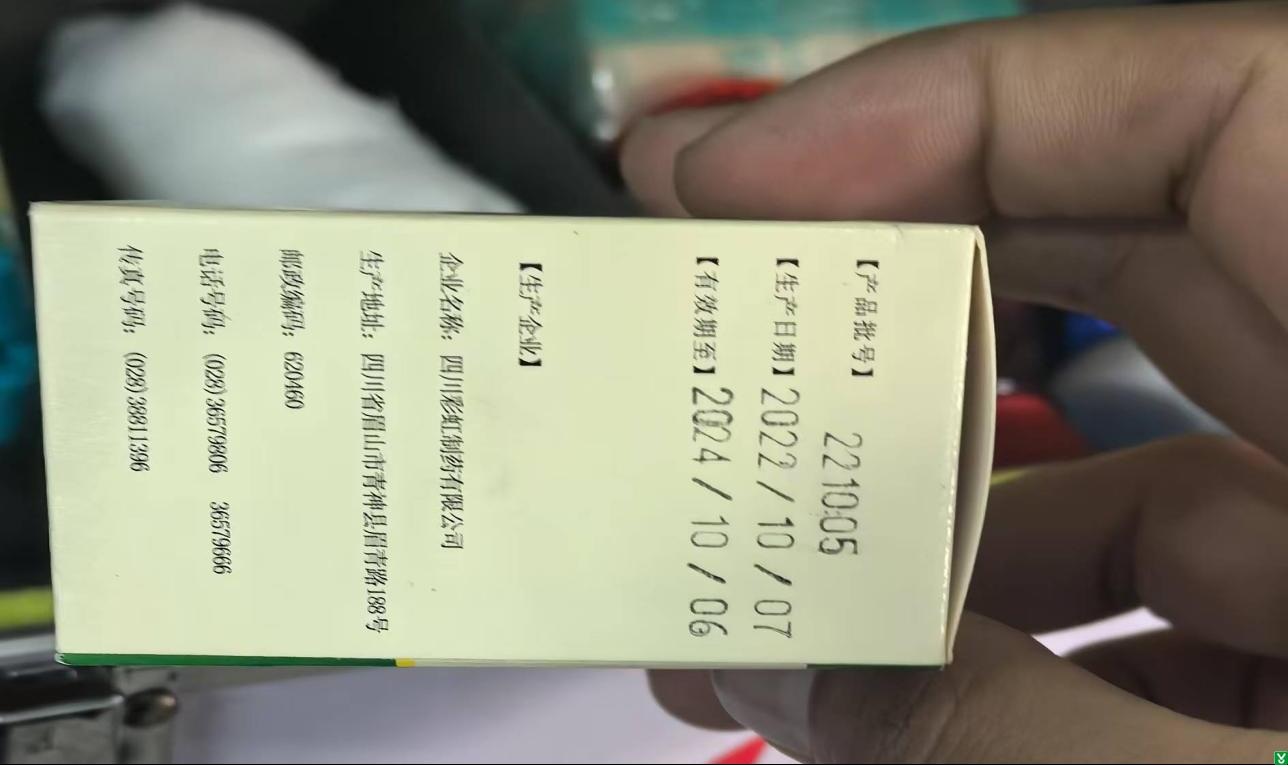 【产品批号】 221005
【生产日期】 2022/10/07
【有效期至】 2024/10/06
【生产企业】
企业名称：四川彩虹制药有限公司
生产地址：四川省眉山市青神县眉青路188号
邮政编码：620460
电话号码：(028)36579806 36579666
传真号码：(028)38811396